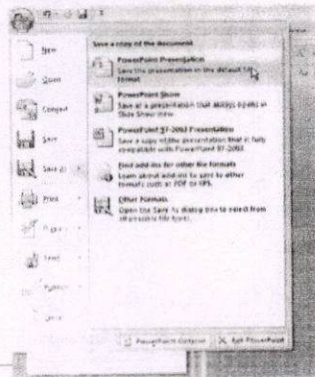 New
Open
Convert
Save
Save As
Print
Send
Publish
Close
Save a copy of the document
PowerPoint Presentation
Save the presentation in the default file
format.
PowerPoint Show
Save as a presentation that always opens in
Slide Show view.
PowerPoint 97-2003 Presentation
Save a copy of the presentation that is fully
compatible with PowerPoint 97-2003.
Find add-ins for other file formats
Learn about add-ins to save to other
formats such as PDF or XPS.
Other Formats
Open the Save As dialog box to select from
all possible file types.
PowerPoint Options
Exit PowerPoint